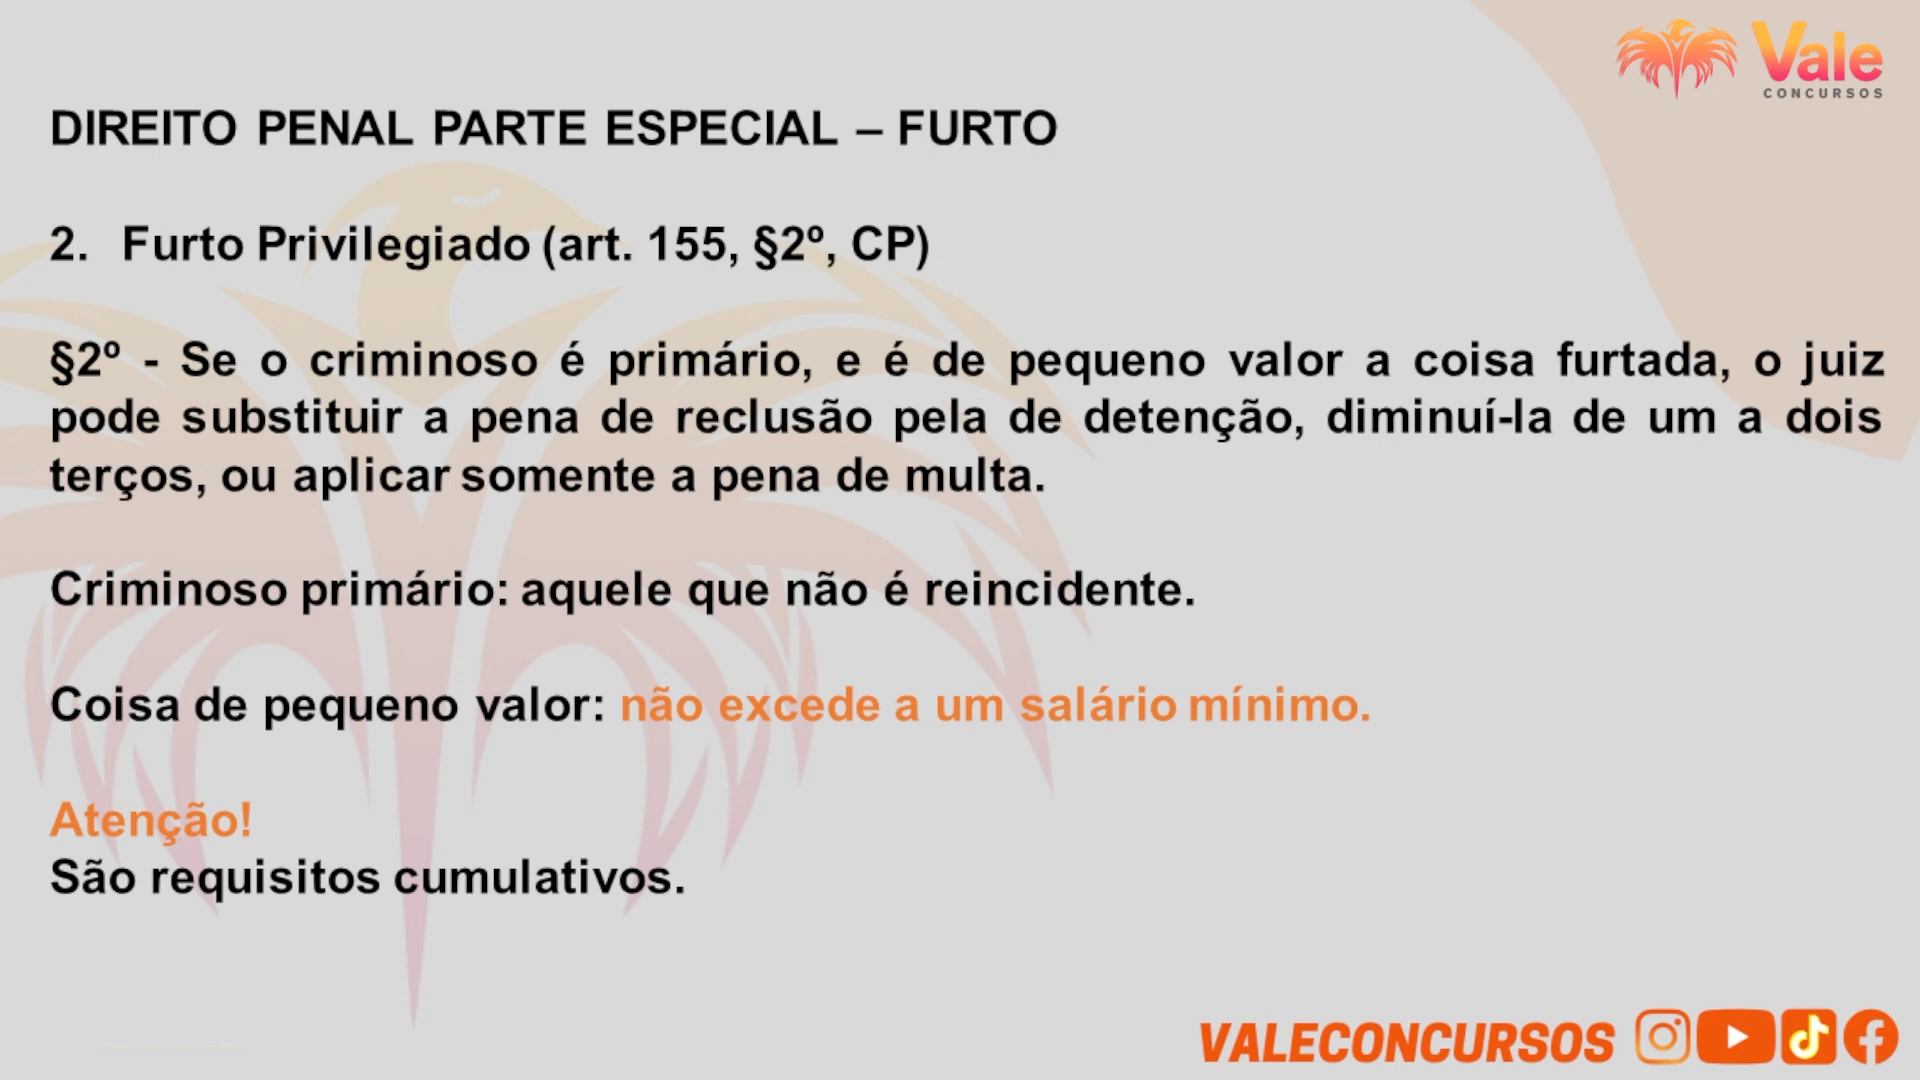 Vale
CONCURSOS
DIREITO PENAL PARTE ESPECIAL – FURTO
2. Furto Privilegiado (art. 155, §2º, CP)
§2º - Se o criminoso é primário, e é de pequeno valor a coisa furtada, o juiz
pode substituir a pena de reclusão pela de detenção, diminuí-la de um a dois
terços, ou aplicar somente a pena de multa.
Criminoso primário: aquele que não é reincidente.
Coisa de pequeno valor: não excede a um salário mínimo.
Atenção!
São requisitos cumulativos.
VALECONCURSOS